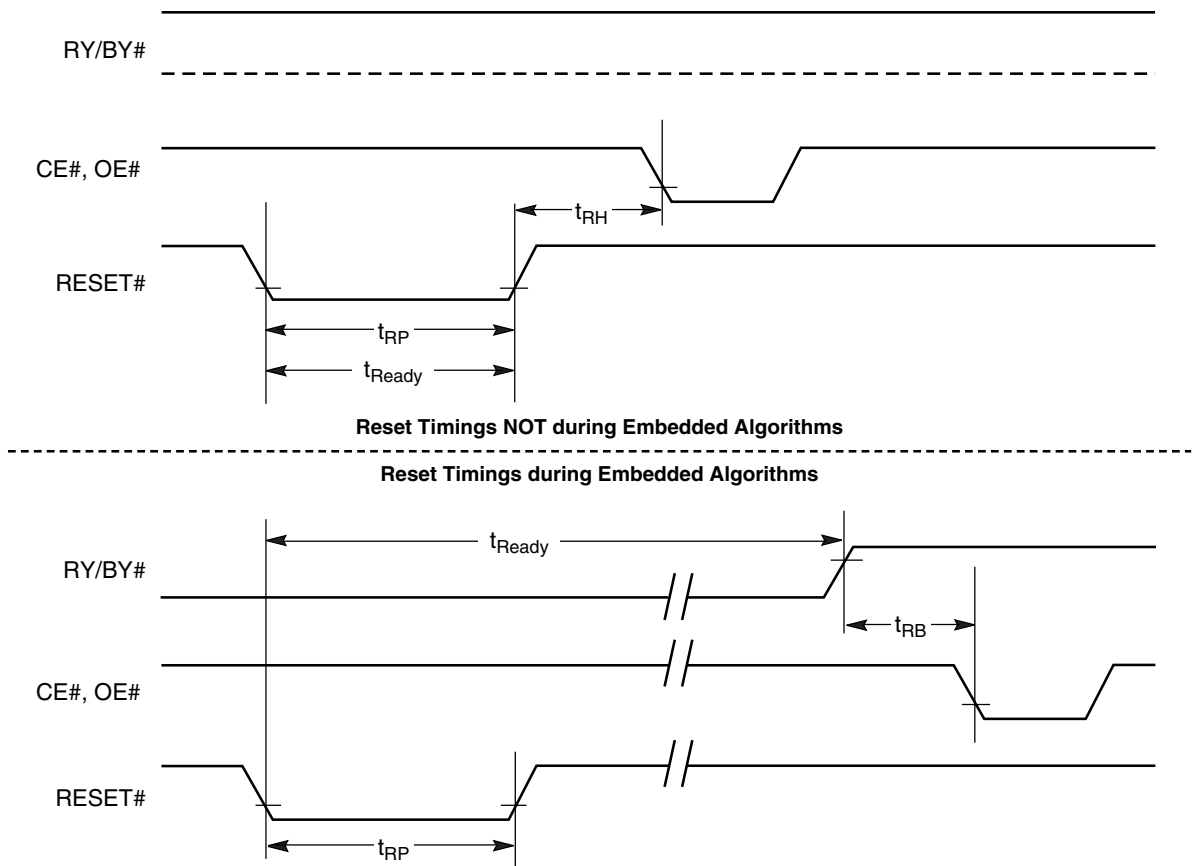 RY/BY#
CE#, OE#
tRH
RESET#
tRP
tReady
Reset Timings NOT during Embedded Algorithms
Reset Timings during Embedded Algorithms
tReady
RY/BY#
tRB
CE#, OE#
RESET#
tRP